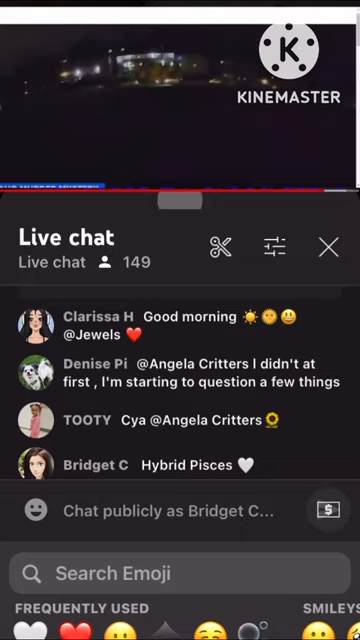 K
KINEMASTER
Live chat
Live chat 149
Clarissa H Good morning ☀️🌞😃
@Jewels ❤️
Denise Pi @Angela Critters I didn't at
first , I'm starting to question a few things
TOOTY Cya @Angela Critters🌻
Bridget C Hybrid Pisces 🤍
Chat publicly as Bridget C...
$
Search Emoji
FREQUENTLY USED SMILEYS